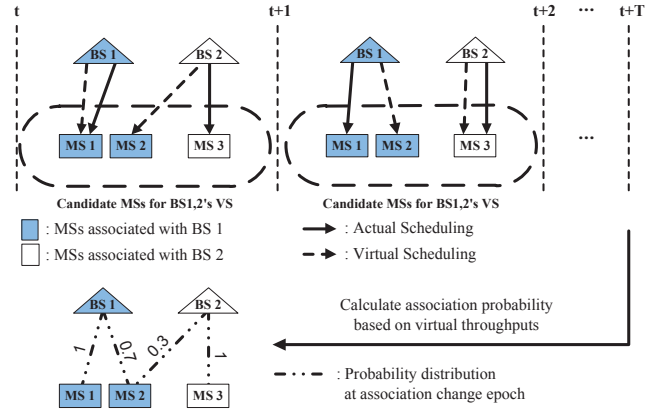 t
t+1
t+2
...
t+T
BS 1
BS 2
BS 1
BS 2
MS 1
MS 2
MS 3
MS 1
MS 2
MS 3
...
Candidate MSs for BS1,2's VS
Candidate MSs for BS1,2's VS
: MSs associated with BS 1
: Actual Scheduling
: MSs associated with BS 2
: Virtual Scheduling
BS 1
BS 2
Calculate association probability
based on virtual throughputs
1
0.7
0.3
1
MS 1
MS 2
MS 3
: Probability distribution
at association change epoch